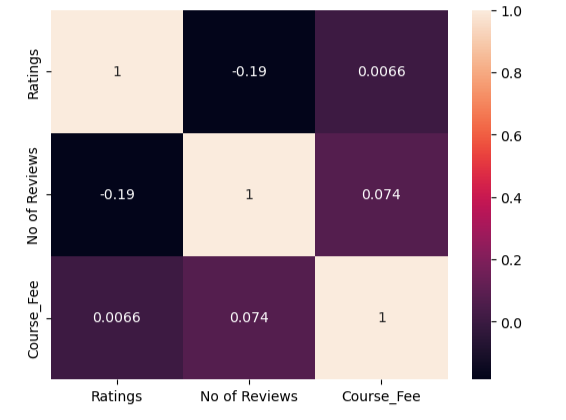 1.0
Ratings
1
-0.19
0.0066
0.8
0.6
No of Reviews
-0.19
1
0.074
0.4
0.2
Course_Fee
0.0066
0.074
1
0.0
Ratings
No of Reviews
Course_Fee